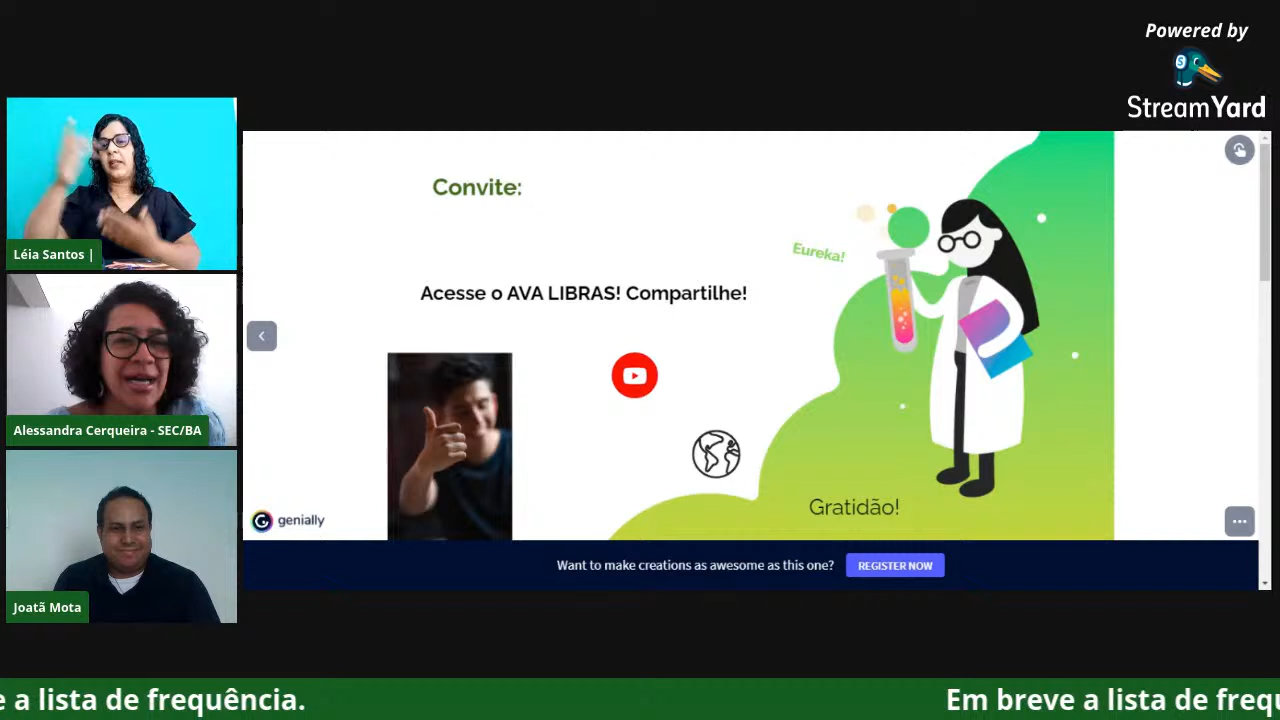 Powered by
StreamYard
Léia Santos |
Alessandra Cerqueira - SEC/BA
Joatã Mota
Convite:
Eureka!
Acesse o AVA LIBRAS! Compartilhe!
Gratidão!
genially
Want to make creations as awesome as this one?
REGISTER NOW
e a lista de frequência.
Em breve a lista de frequ